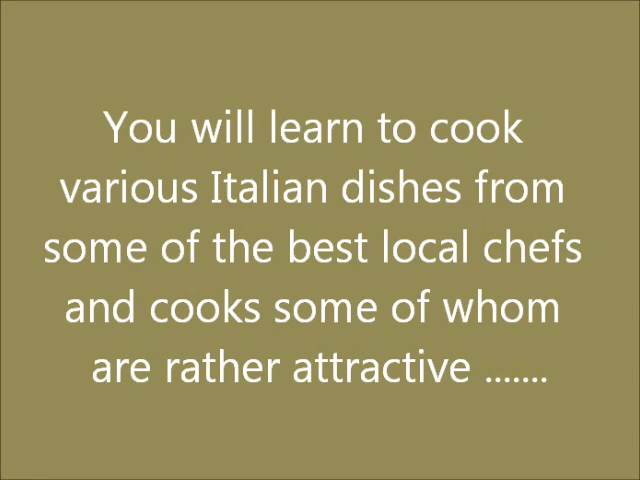 You will learn to cook
various Italian dishes from
some of the best local chefs
and cooks some of whom
are rather attractive .......